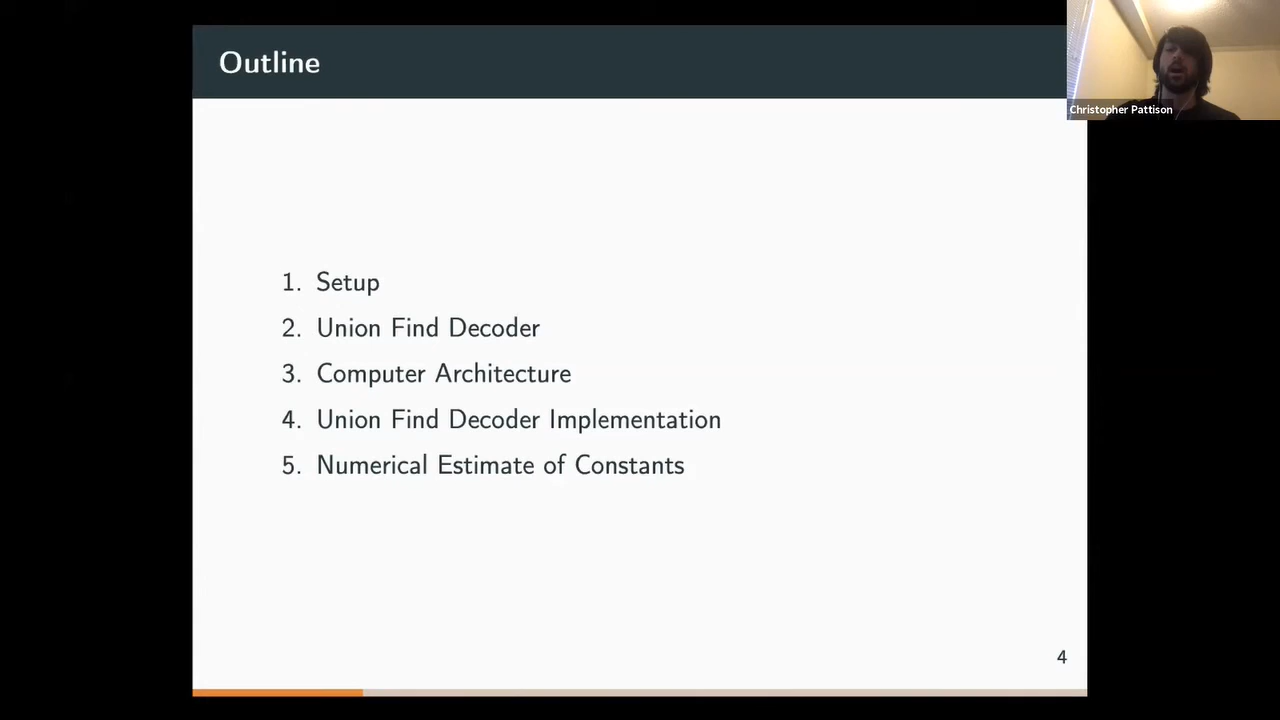 Outline
Christopher Pattison
1. Setup
2. Union Find Decoder
3. Computer Architecture
4. Union Find Decoder Implementation
5. Numerical Estimate of Constants
4